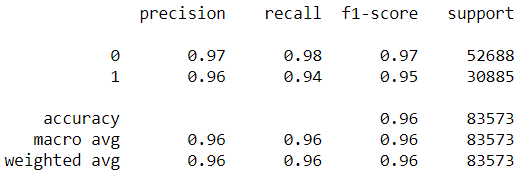 precision recall f1-score support
0 0.97 0.98 0.97 52688
1 0.96 0.94 0.95 30885
accuracy 0.96 83573
macro avg 0.96 0.96 0.96 83573
weighted avg 0.96 0.96 0.96 83573